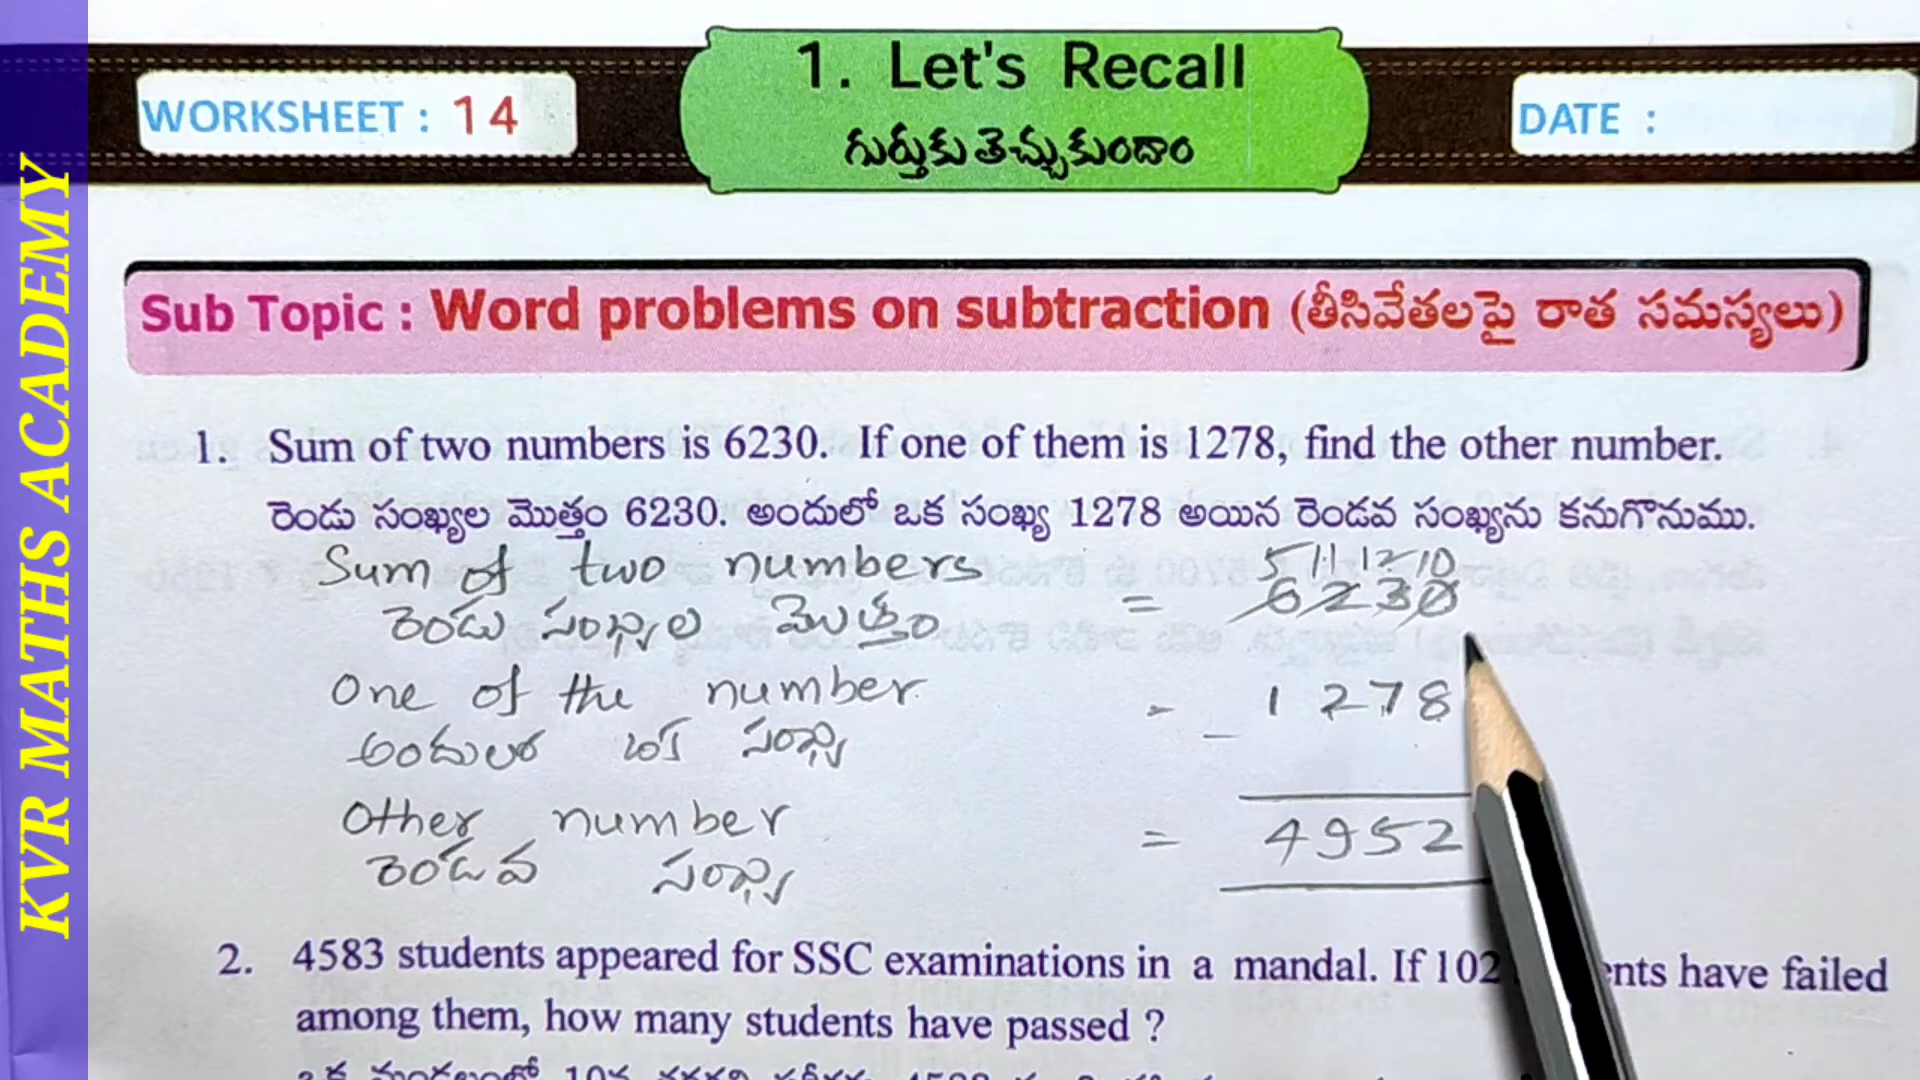 KVR MATHS ACADEMY
WORKSHEET : 14
1. Let's Recall
గుర్తుకు తెచ్చుకుందాం
DATE :
Sub Topic : Word problems on subtraction (తీసివేతలపై రాత సమస్యలు)
1. Sum of two numbers is 6230. If one of them is 1278, find the other number.
రెండు సంఖ్యల మొత్తం 6230. అందులో ఒక సంఖ్య 1278 అయిన రెండవ సంఖ్యను కనుగొనుము.
5 11 12 10
Sum of two numbers = 6230
రెండు సంఖ్యల మొత్తం
One of the number - 1278
అందులో ఒక సంఖ్య –
Other number = 4952
రెండవ సంఖ్య
2. 4583 students appeared for SSC examinations in a mandal. If 102 have failed
among them, how many students have passed ?